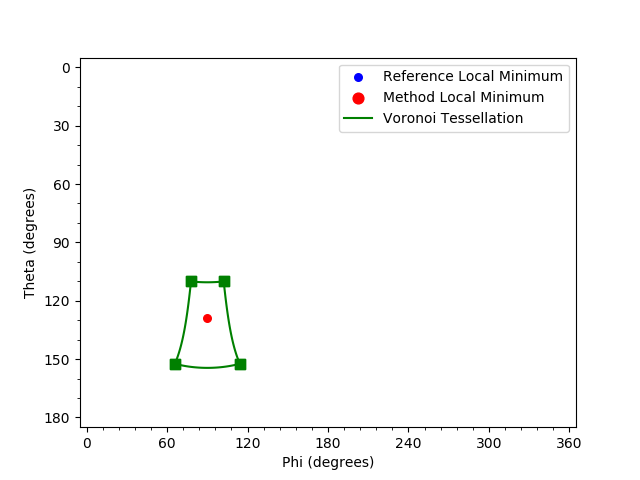 Reference Local Minimum
Method Local Minimum
Voronoi Tessellation
0
30
60
90
120
150
180
Theta (degrees)
0 60 120 180 240 300 360
Phi (degrees)